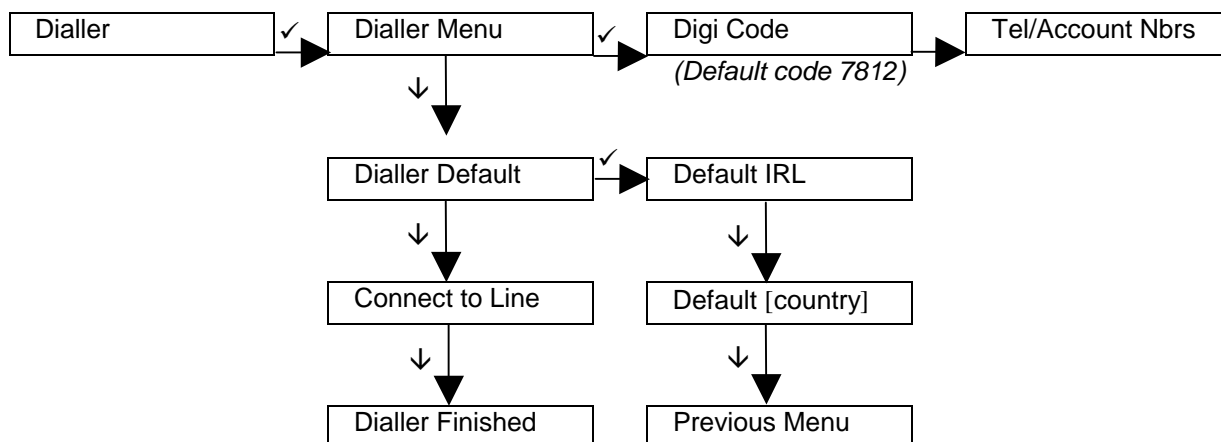 Dialler ✓ Dialler Menu ✓ Digi Code Tel/Account Nbrs
(Default code 7812)
Dialler Default ✓ Default IRL
Connect to Line Default [country]
Dialler Finished Previous Menu